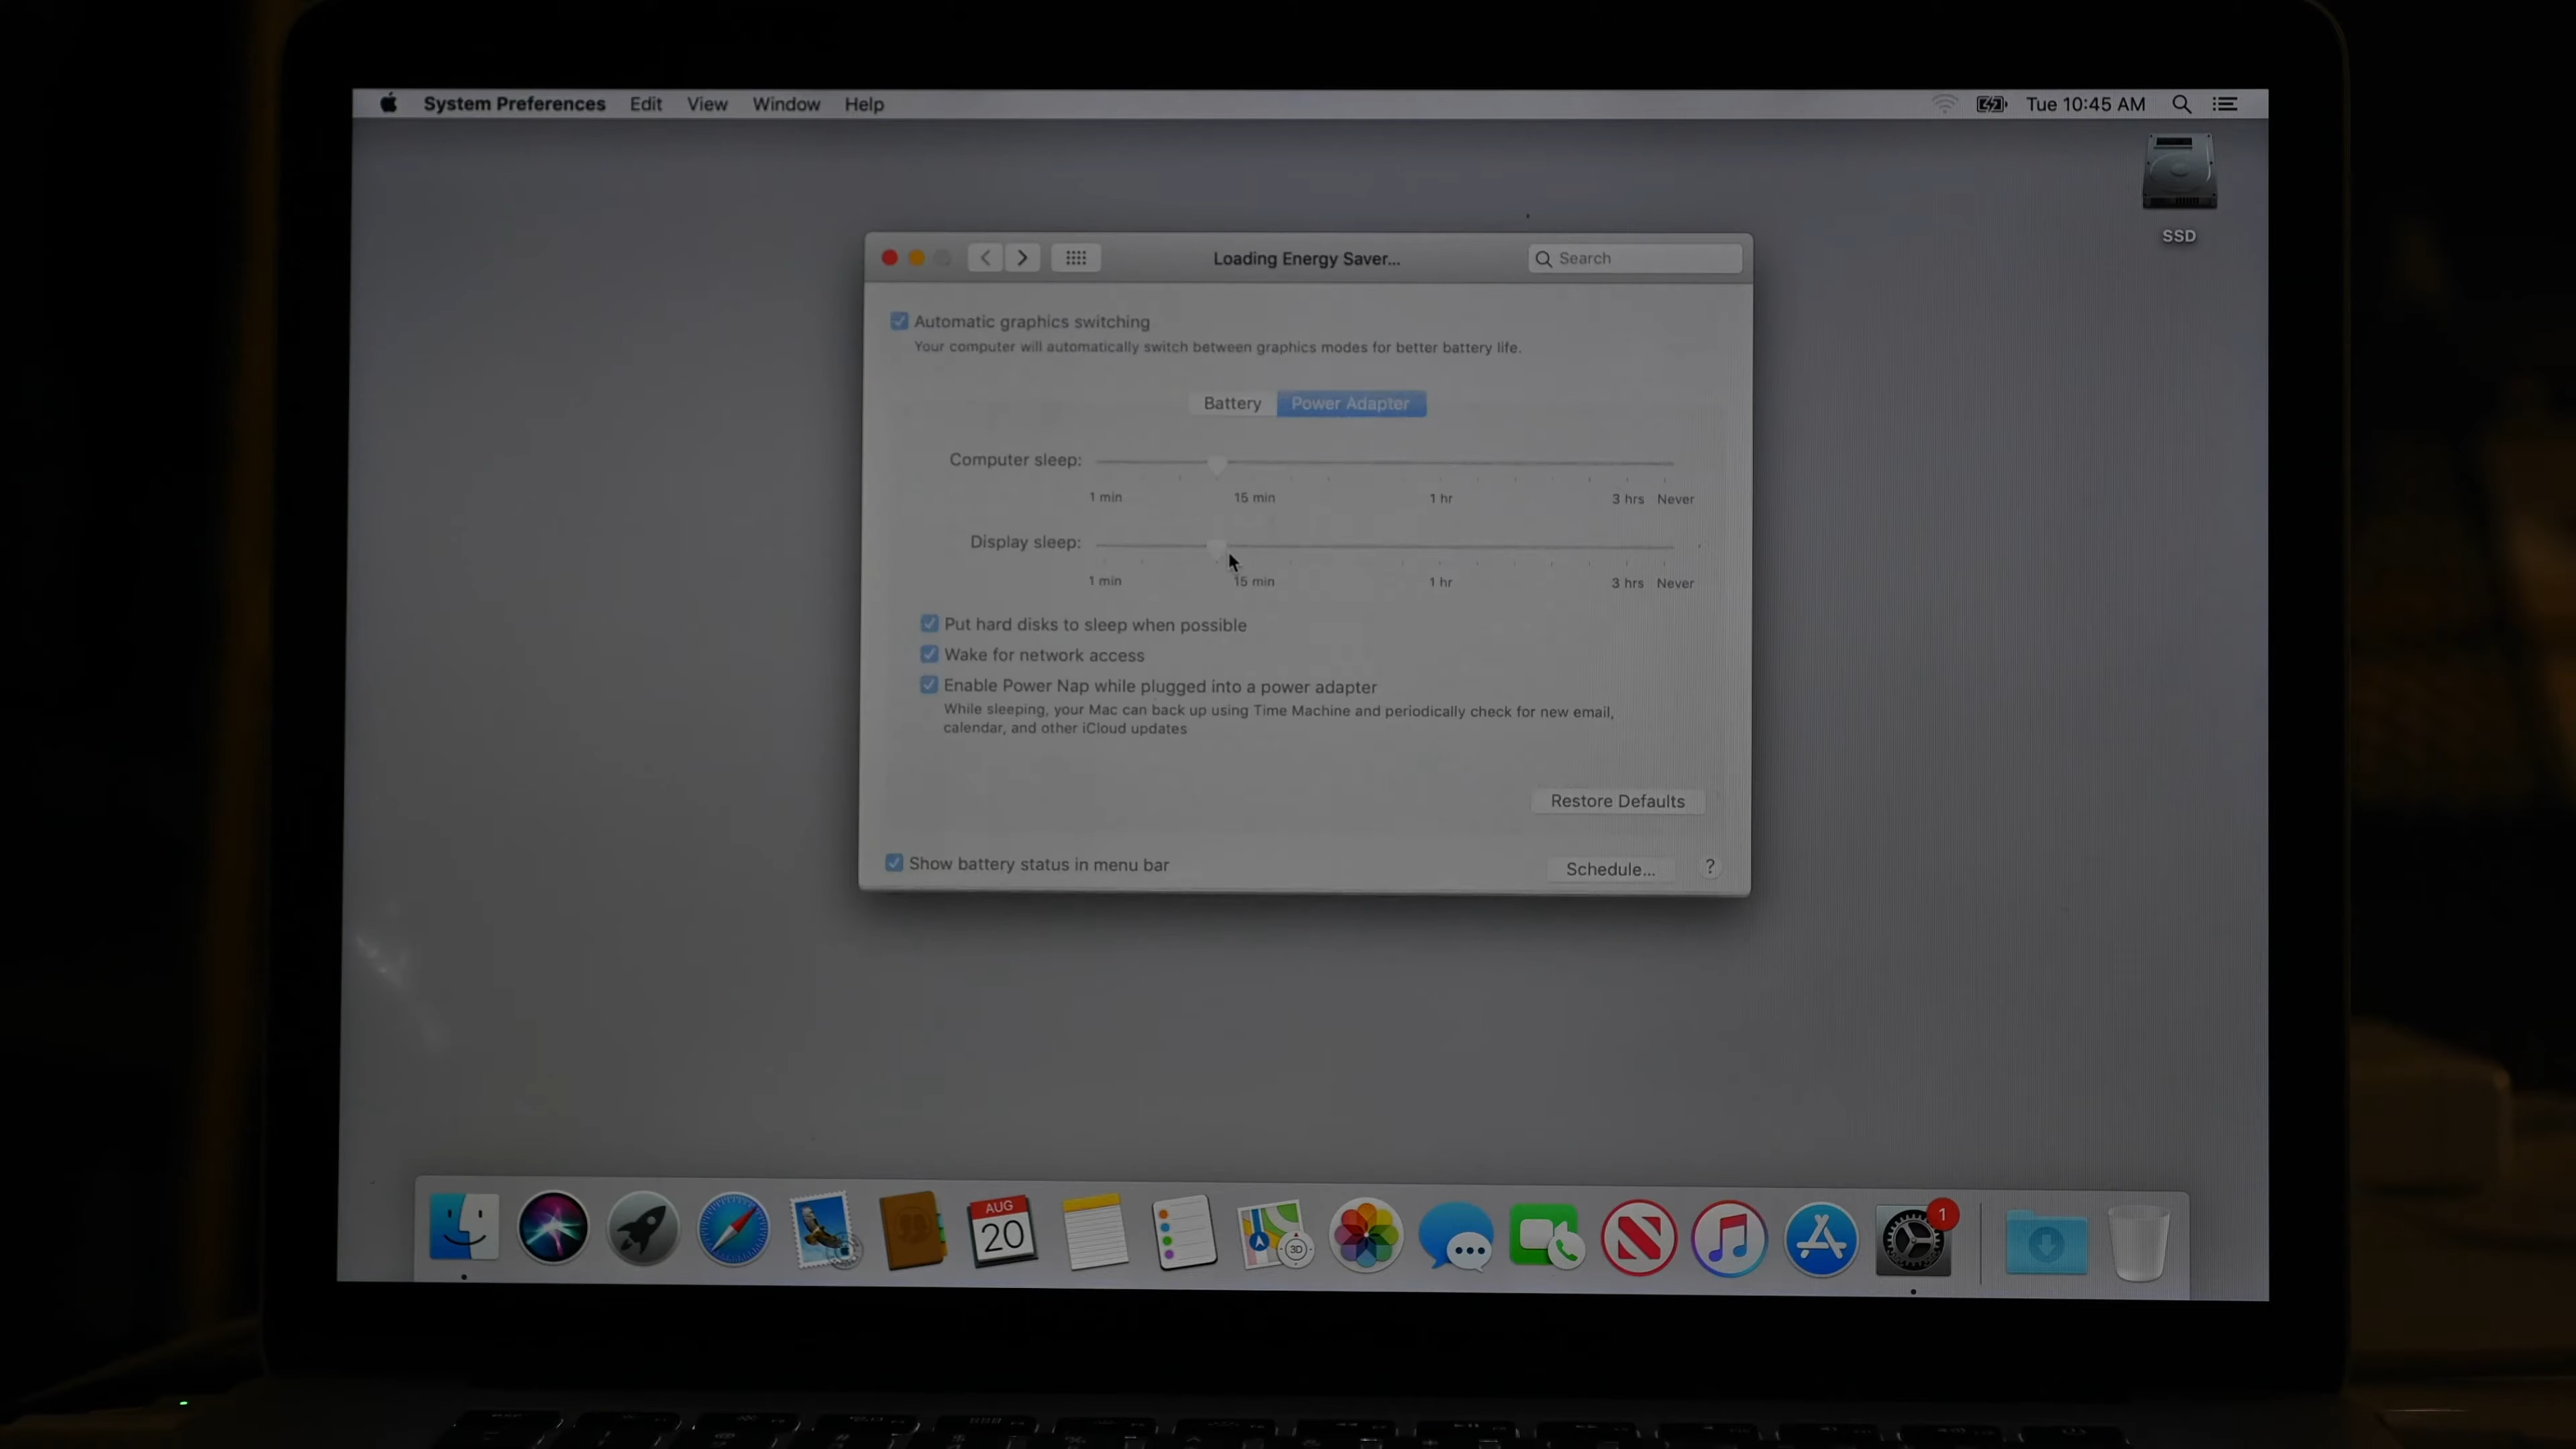 System Preferences Edit View Window Help Tue 10:45 AM
SSD
Loading Energy Saver... Search
Automatic graphics switching
Your computer will automatically switch between graphics modes for better battery life.
Battery Power Adapter
Computer sleep:
1 min 15 min 1 hr 3 hrs Never
Display sleep:
1 min 15 min 1 hr 3 hrs Never
Put hard disks to sleep when possible
Wake for network access
Enable Power Nap while plugged into a power adapter
While sleeping, your Mac can back up using Time Machine and periodically check for new email,
calendar, and other iCloud updates
Restore Defaults
Show battery status in menu bar Schedule... ?
AUG
20
3D
1